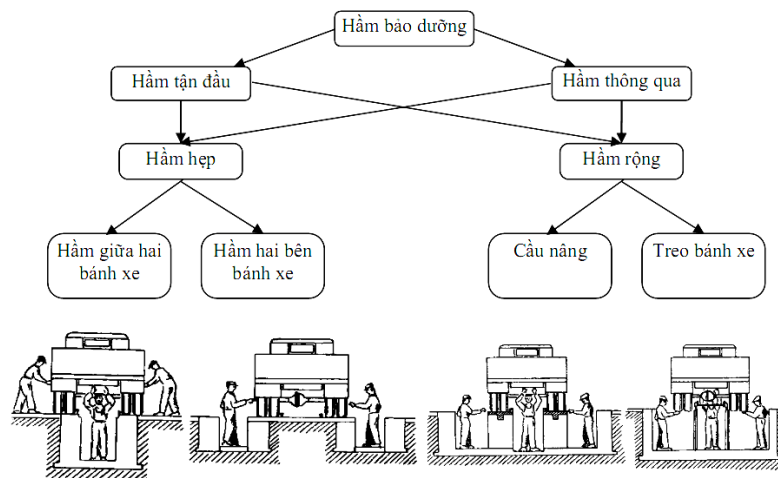 Hầm bảo dưỡng
Hầm tận đầu
Hầm thông qua
Hầm hẹp
Hầm rộng
Hầm giữa hai
bánh xe
Hầm hai bên
bánh xe
Cầu nâng
Treo bánh xe